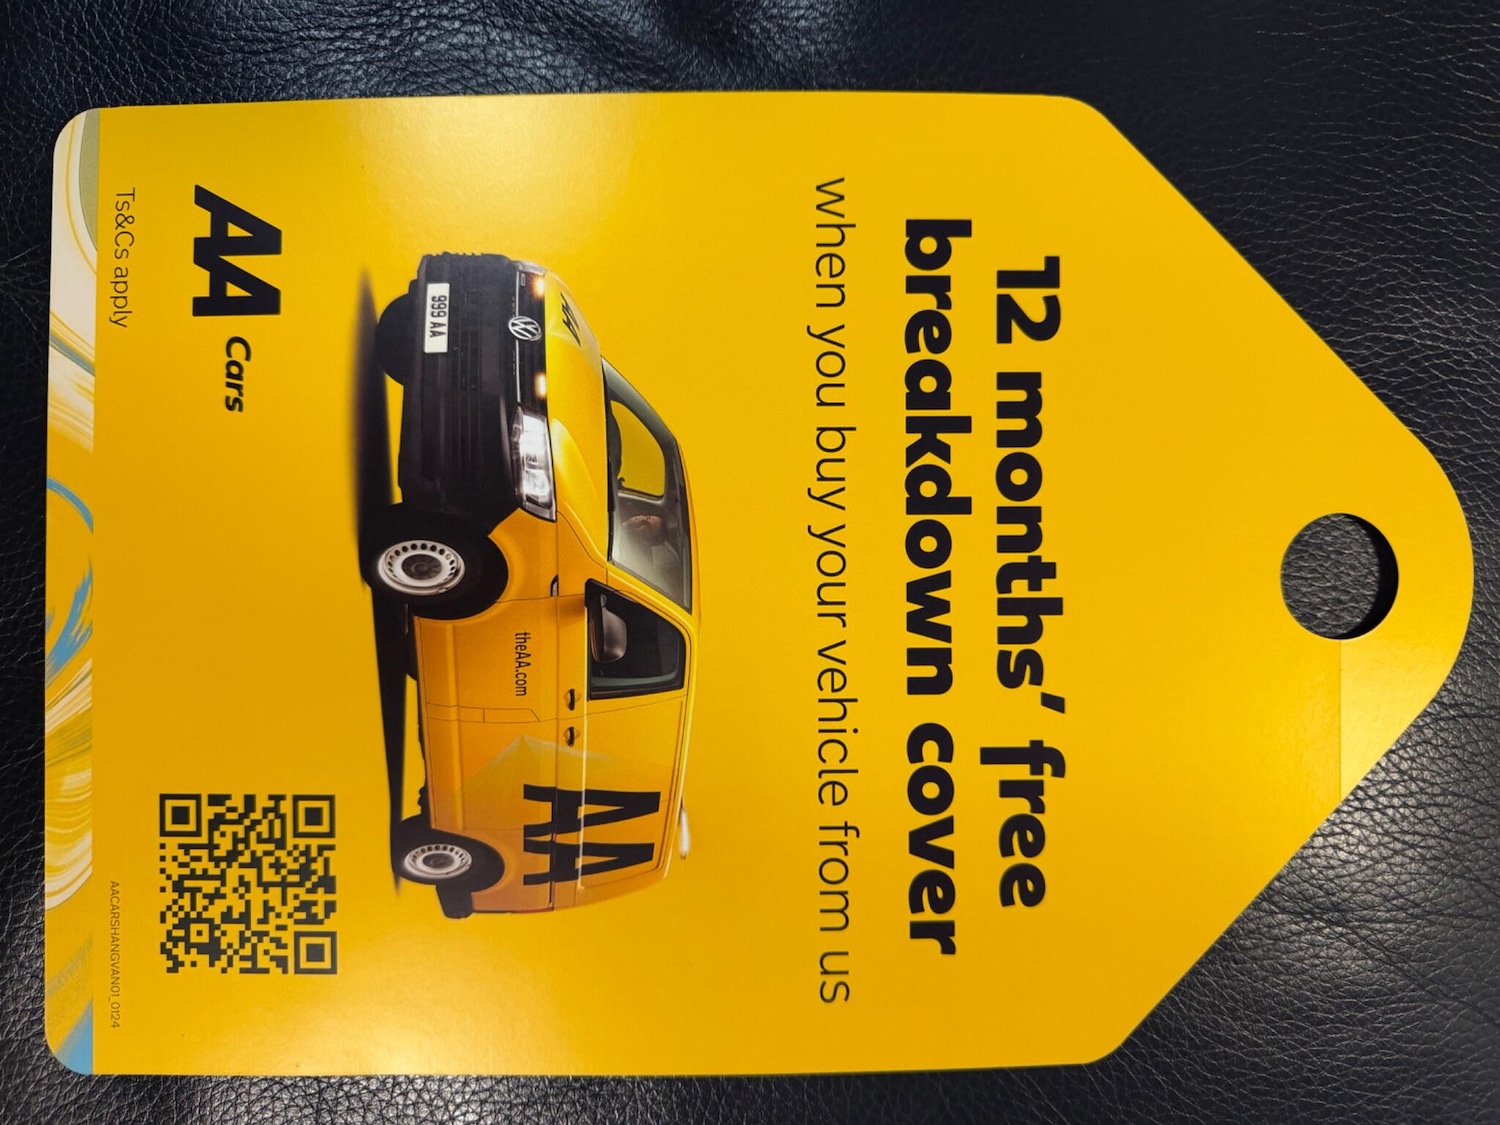 12 months' free
breakdown cover
when you buy your vehicle from us
AA
AA
theAA.com
999 AA
AA Cars
Ts&Cs apply
AACARSHANGVAN01_0124